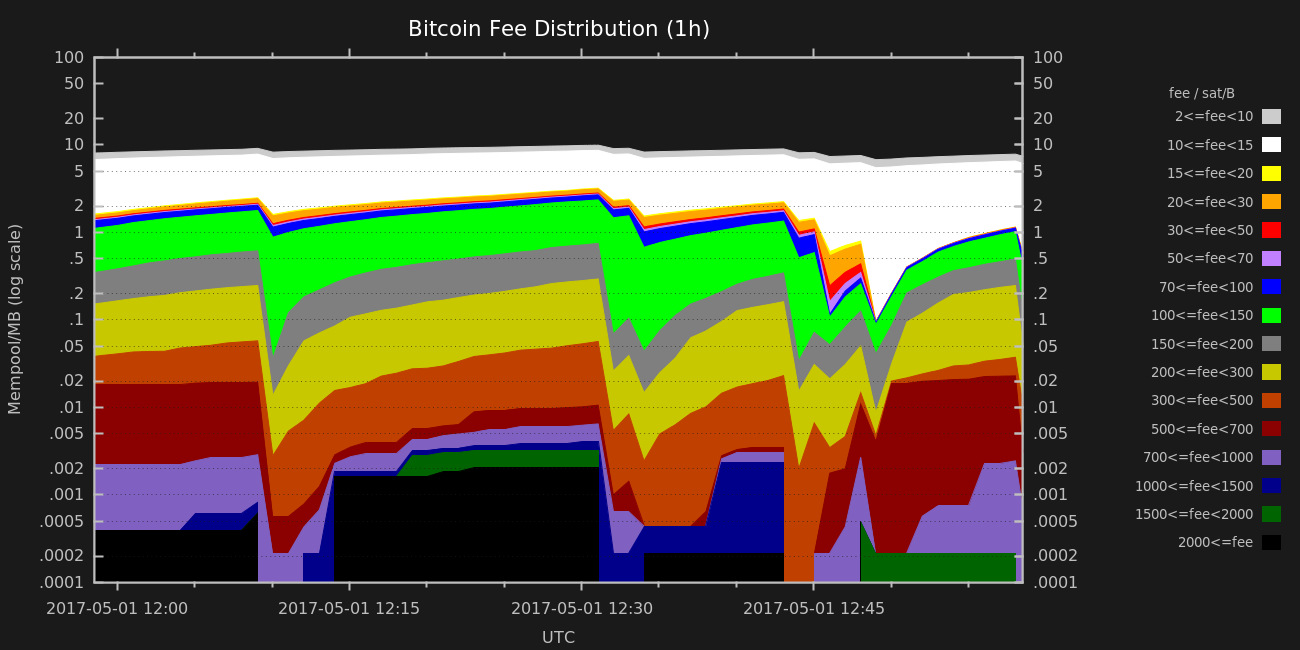 Bitcoin Fee Distribution (1h)
Mempool/MB (log scale)
100
50
20
10
5
2
1
.5
.2
.1
.05
.02
.01
.005
.002
.001
.0005
.0002
.0001
100
50
20
10
5
2
1
.5
.2
.1
.05
.02
.01
.005
.002
.001
.0005
.0002
.0001
2017-05-01 12:00
2017-05-01 12:15
2017-05-01 12:30
2017-05-01 12:45
UTC
fee / sat/B
2<=fee<10
10<=fee<15
15<=fee<20
20<=fee<30
30<=fee<50
50<=fee<70
70<=fee<100
100<=fee<150
150<=fee<200
200<=fee<300
300<=fee<500
500<=fee<700
700<=fee<1000
1000<=fee<1500
1500<=fee<2000
2000<=fee